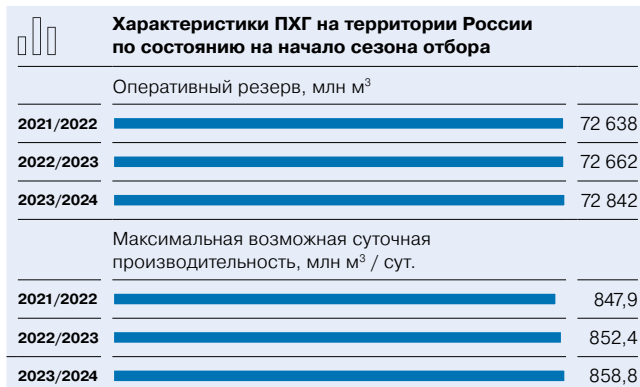 Характеристики ПХГ на территории России
по состоянию на начало сезона отбора
Оперативный резерв, млн м³
2021/2022 72 638
2022/2023 72 662
2023/2024 72 842
Максимальная возможная суточная
производительность, млн м³ / сут.
2021/2022 847,9
2022/2023 852,4
2023/2024 858,8